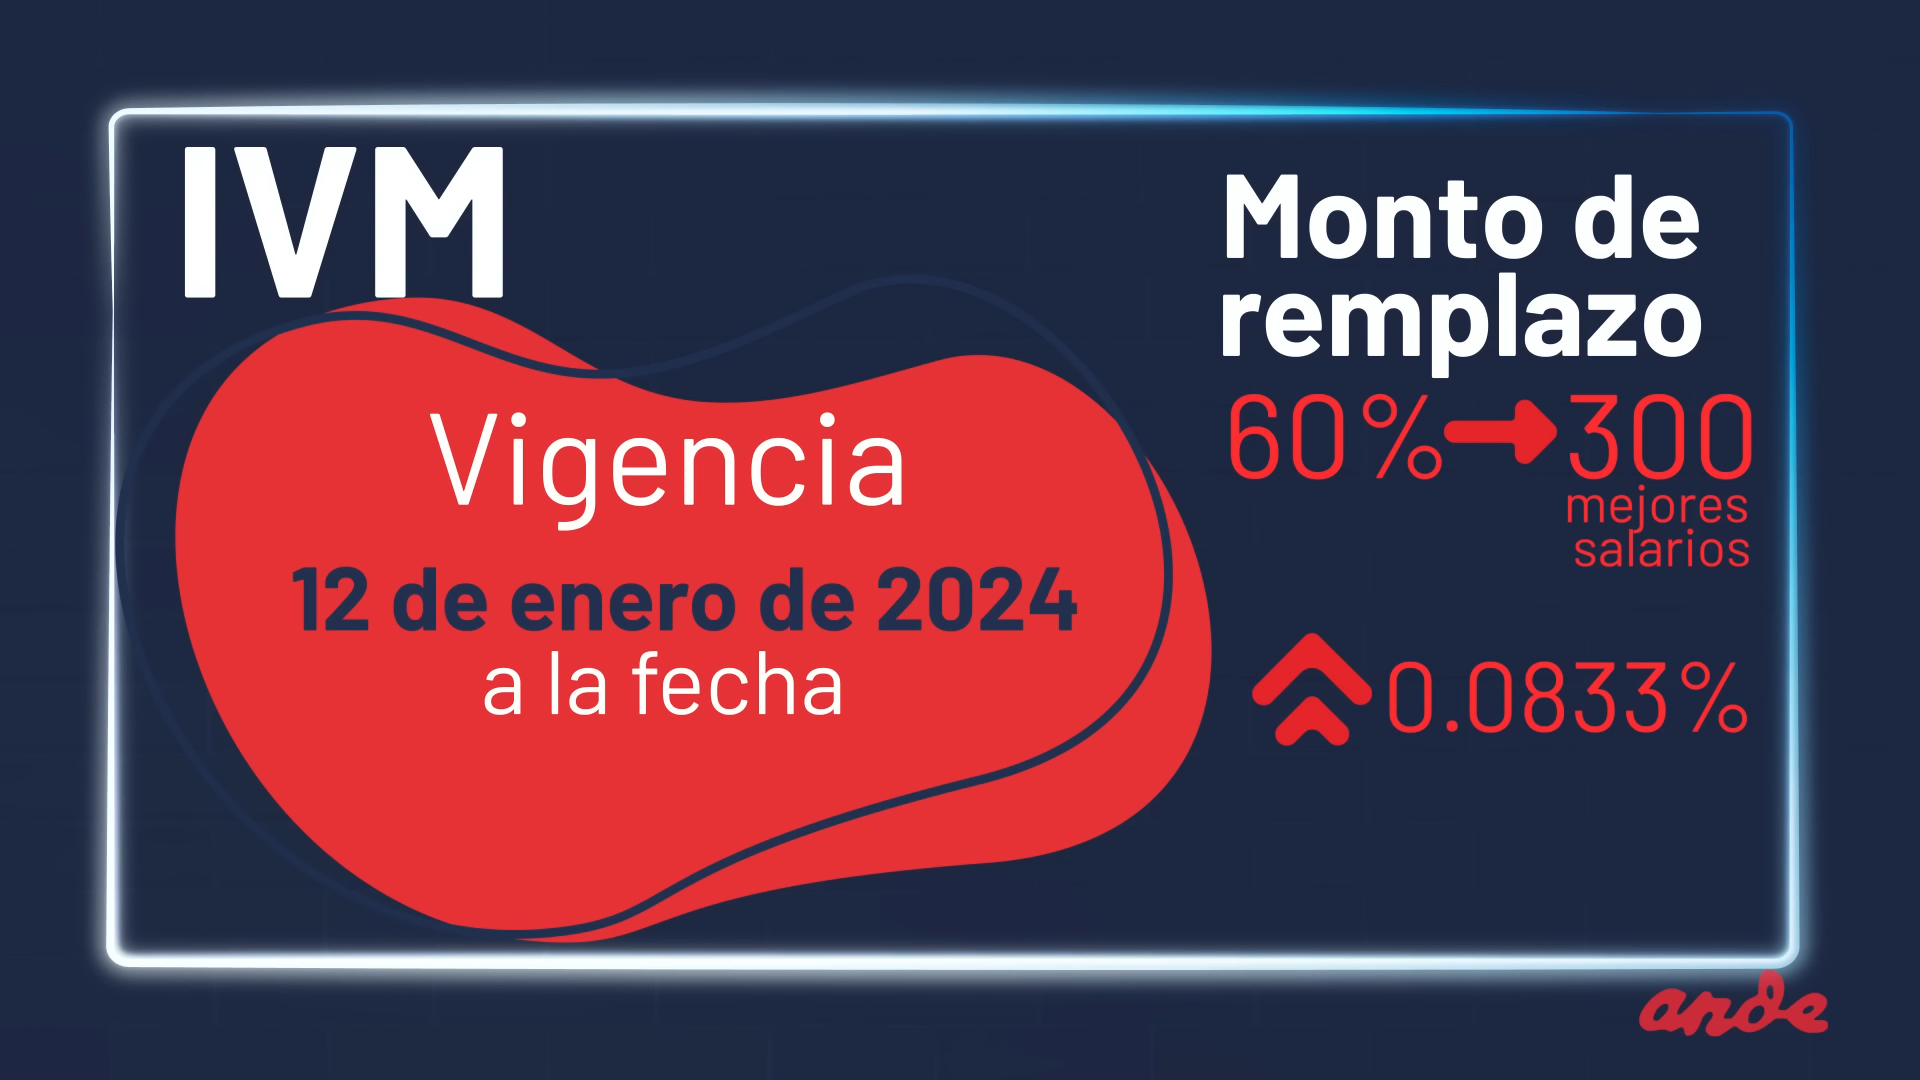 IVM
Vigencia
12 de enero de 2024
a la fecha
Monto de
remplazo
60% 300
mejores
salarios
0.0833%
ande